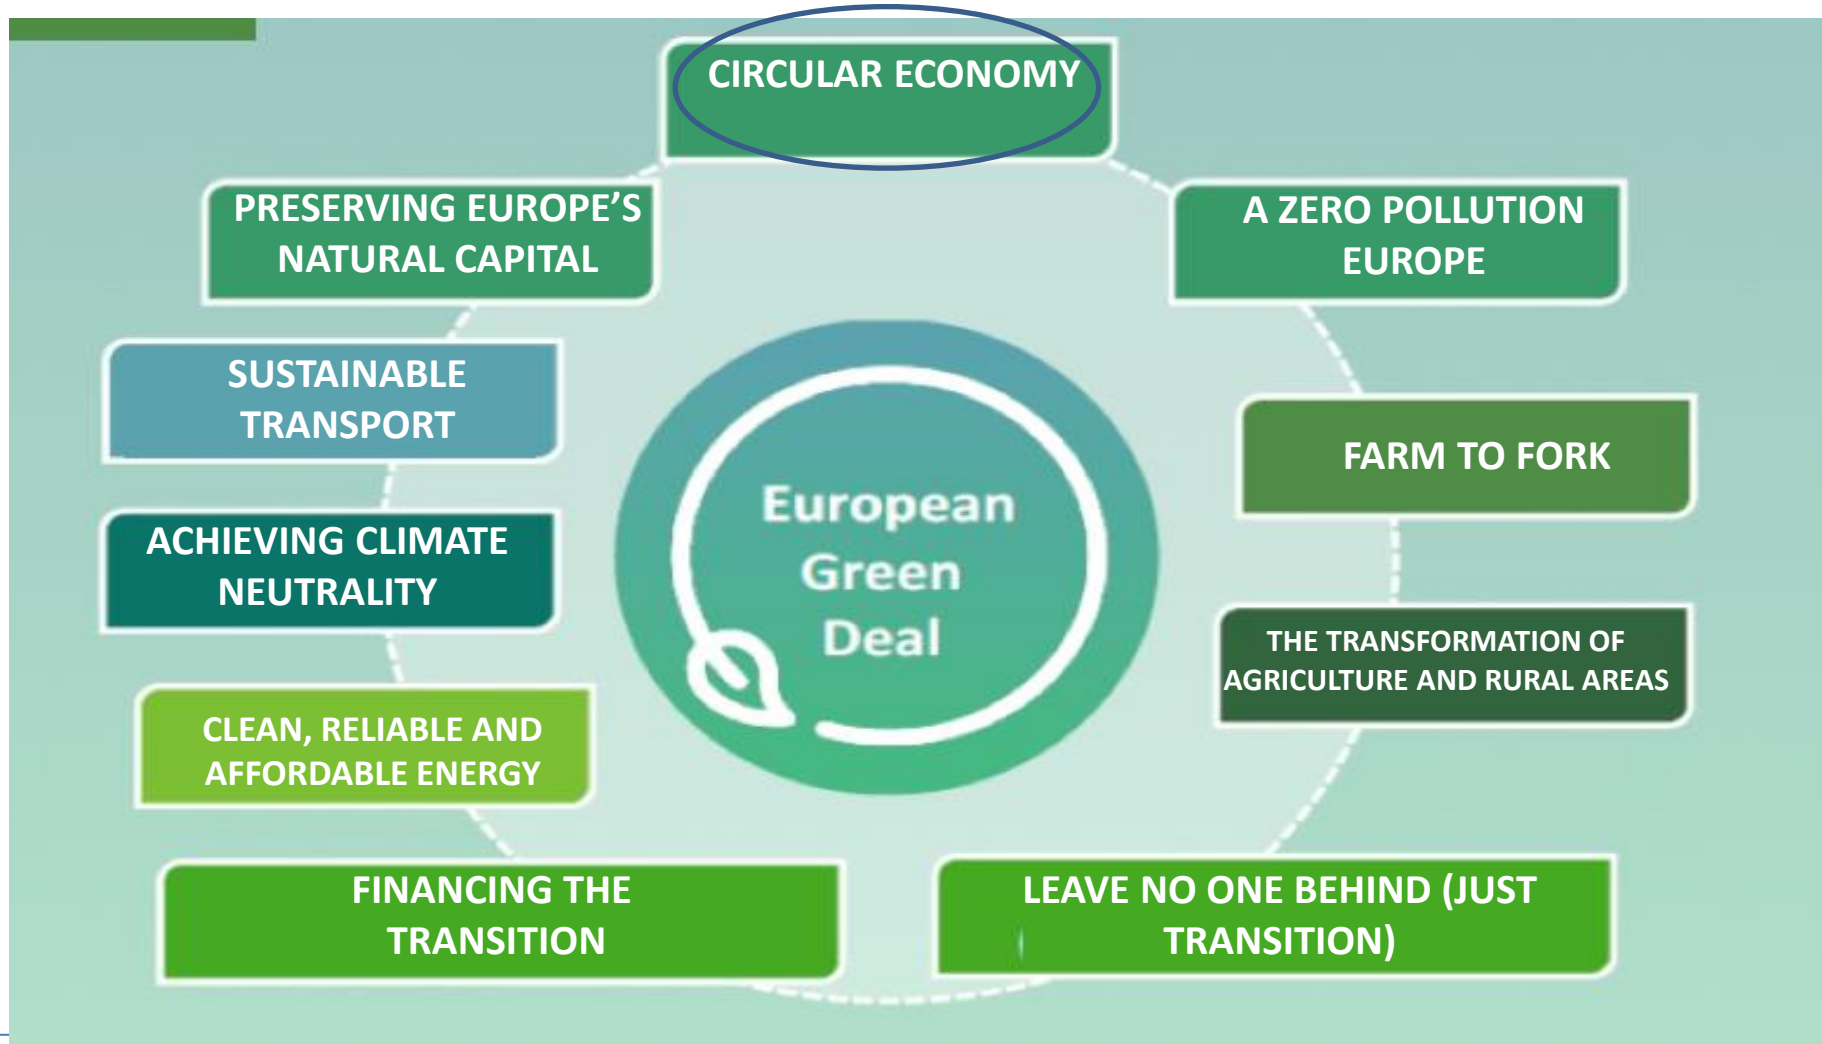 CIRCULAR ECONOMY
PRESERVING EUROPE’S
NATURAL CAPITAL
A ZERO POLLUTION
EUROPE
SUSTAINABLE
TRANSPORT
FARM TO FORK
European
Green
Deal
ACHIEVING CLIMATE
NEUTRALITY
THE TRANSFORMATION OF
AGRICULTURE AND RURAL AREAS
CLEAN, RELIABLE AND
AFFORDABLE ENERGY
FINANCING THE
TRANSITION
LEAVE NO ONE BEHIND (JUST
TRANSITION)